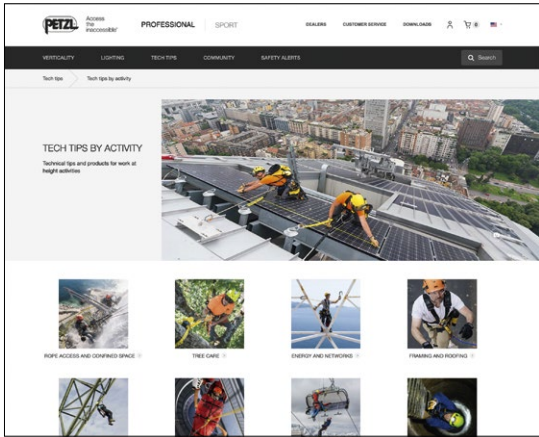 PETZL
Access
the
inaccessible®
PROFESSIONAL
SPORT
DEALERS
CUSTOMER SERVICE
DOWNLOADS
0
VERTICALITY
LIGHTING
TECH TIPS
COMMUNITY
SAFETY ALERTS
Search
Tech tips
Tech tips by activity
TECH TIPS BY ACTIVITY
Technical tips and products for work at
height activities
ROPE ACCESS AND CONFINED SPACE
TREE CARE
ENERGY AND NETWORKS
FRAMING AND ROOFING